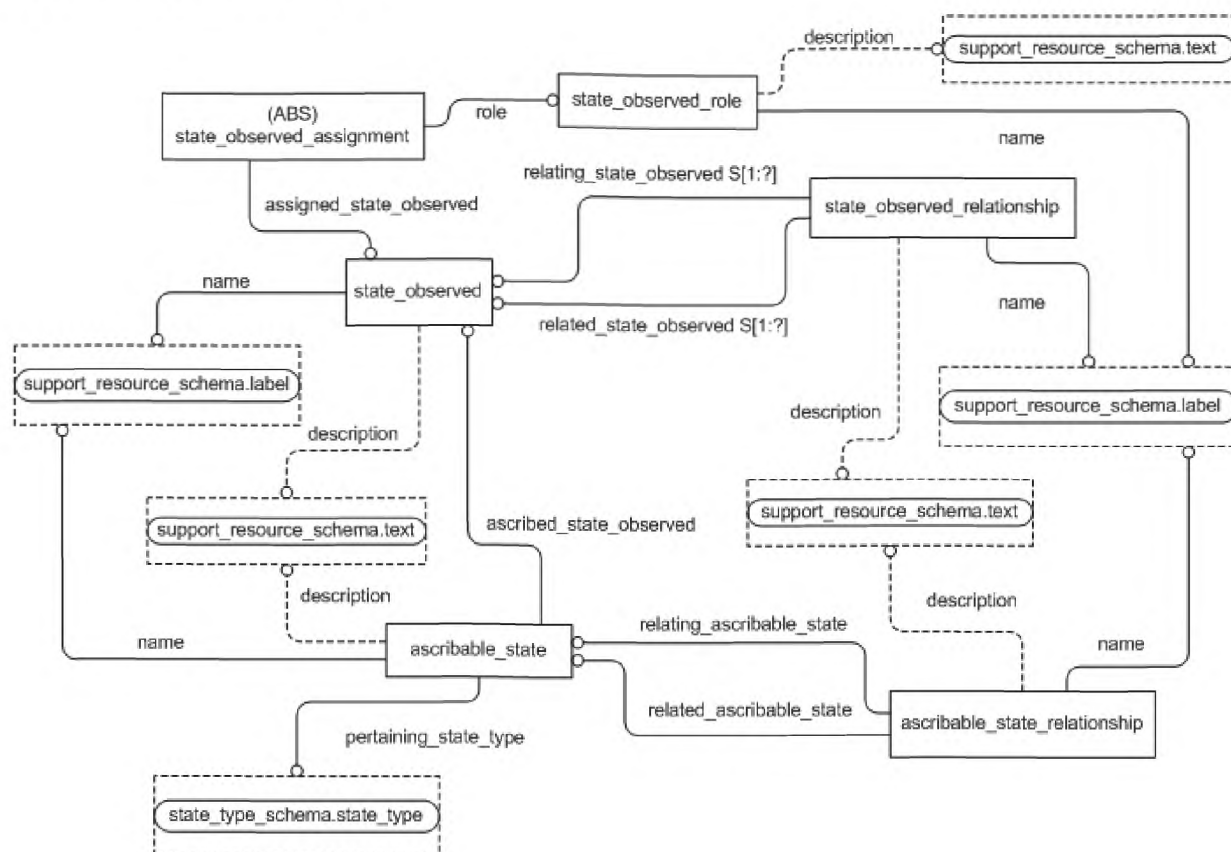 description
support_resource_schema.text
(ABS)
state_observed_assignment
role
state_observed_role
name
relating_state_observed S[1:?]
state_observed_relationship
assigned_state_observed
name
state_observed
name
related_state_observed S[1:?]
support_resource_schema.label
support_resource_schema.label
description
description
support_resource_schema.text
ascribed_state_observed
support_resource_schema.text
description
description
relating_ascribable_state
name
ascribable_state
name
related_ascribable_state
ascribable_state_relationship
pertaining_state_type
state_type_schema.state_type